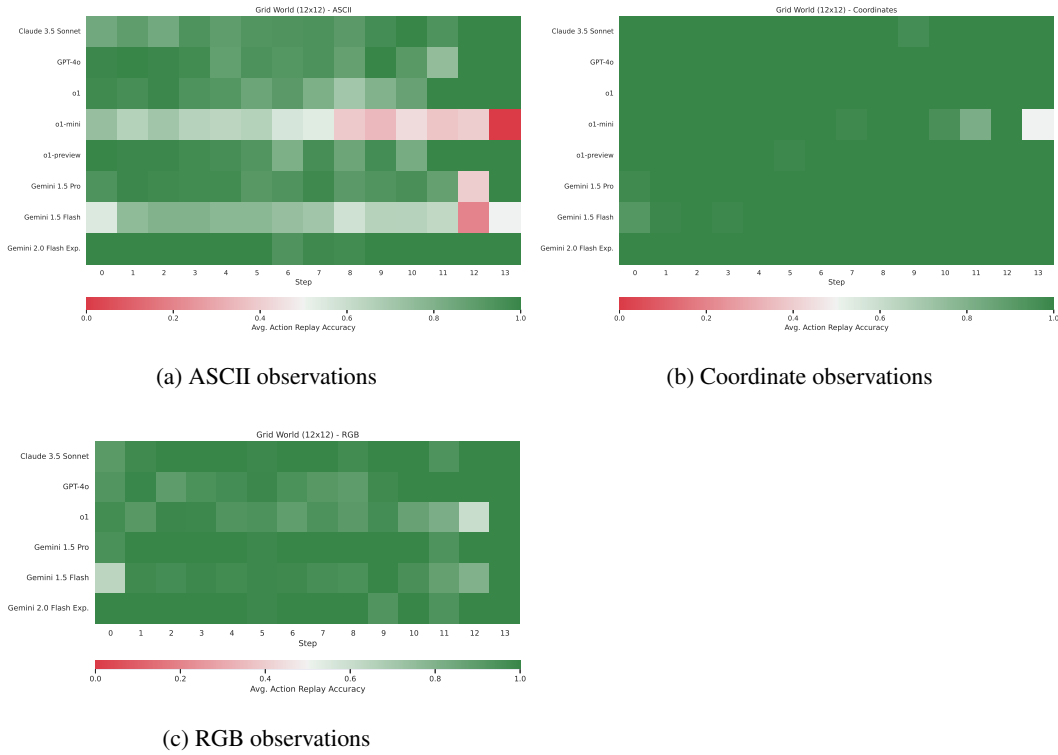 Grid World (12x12) - ASCII
Claude 3.5 Sonnet
GPT-4o
o1
o1-mini
o1-preview
Gemini 1.5 Pro
Gemini 1.5 Flash
Gemini 2.0 Flash Exp.
0 1 2 3 4 5 6 7 8 9 10 11 12 13
Step
0.0 0.2 0.4 0.6 0.8 1.0
Avg. Action Replay Accuracy
(a) ASCII observations
Grid World (12x12) - Coordinates
Claude 3.5 Sonnet
GPT-4o
o1
o1-mini
o1-preview
Gemini 1.5 Pro
Gemini 1.5 Flash
Gemini 2.0 Flash Exp.
0 1 2 3 4 5 6 7 8 9 10 11 12 13
Step
0.0 0.2 0.4 0.6 0.8 1.0
Avg. Action Replay Accuracy
(b) Coordinate observations
Grid World (12x12) - RGB
Claude 3.5 Sonnet
GPT-4o
o1
Gemini 1.5 Pro
Gemini 1.5 Flash
Gemini 2.0 Flash Exp.
0 1 2 3 4 5 6 7 8 9 10 11 12 13
Step
0.0 0.2 0.4 0.6 0.8 1.0
Avg. Action Replay Accuracy
(c) RGB observations